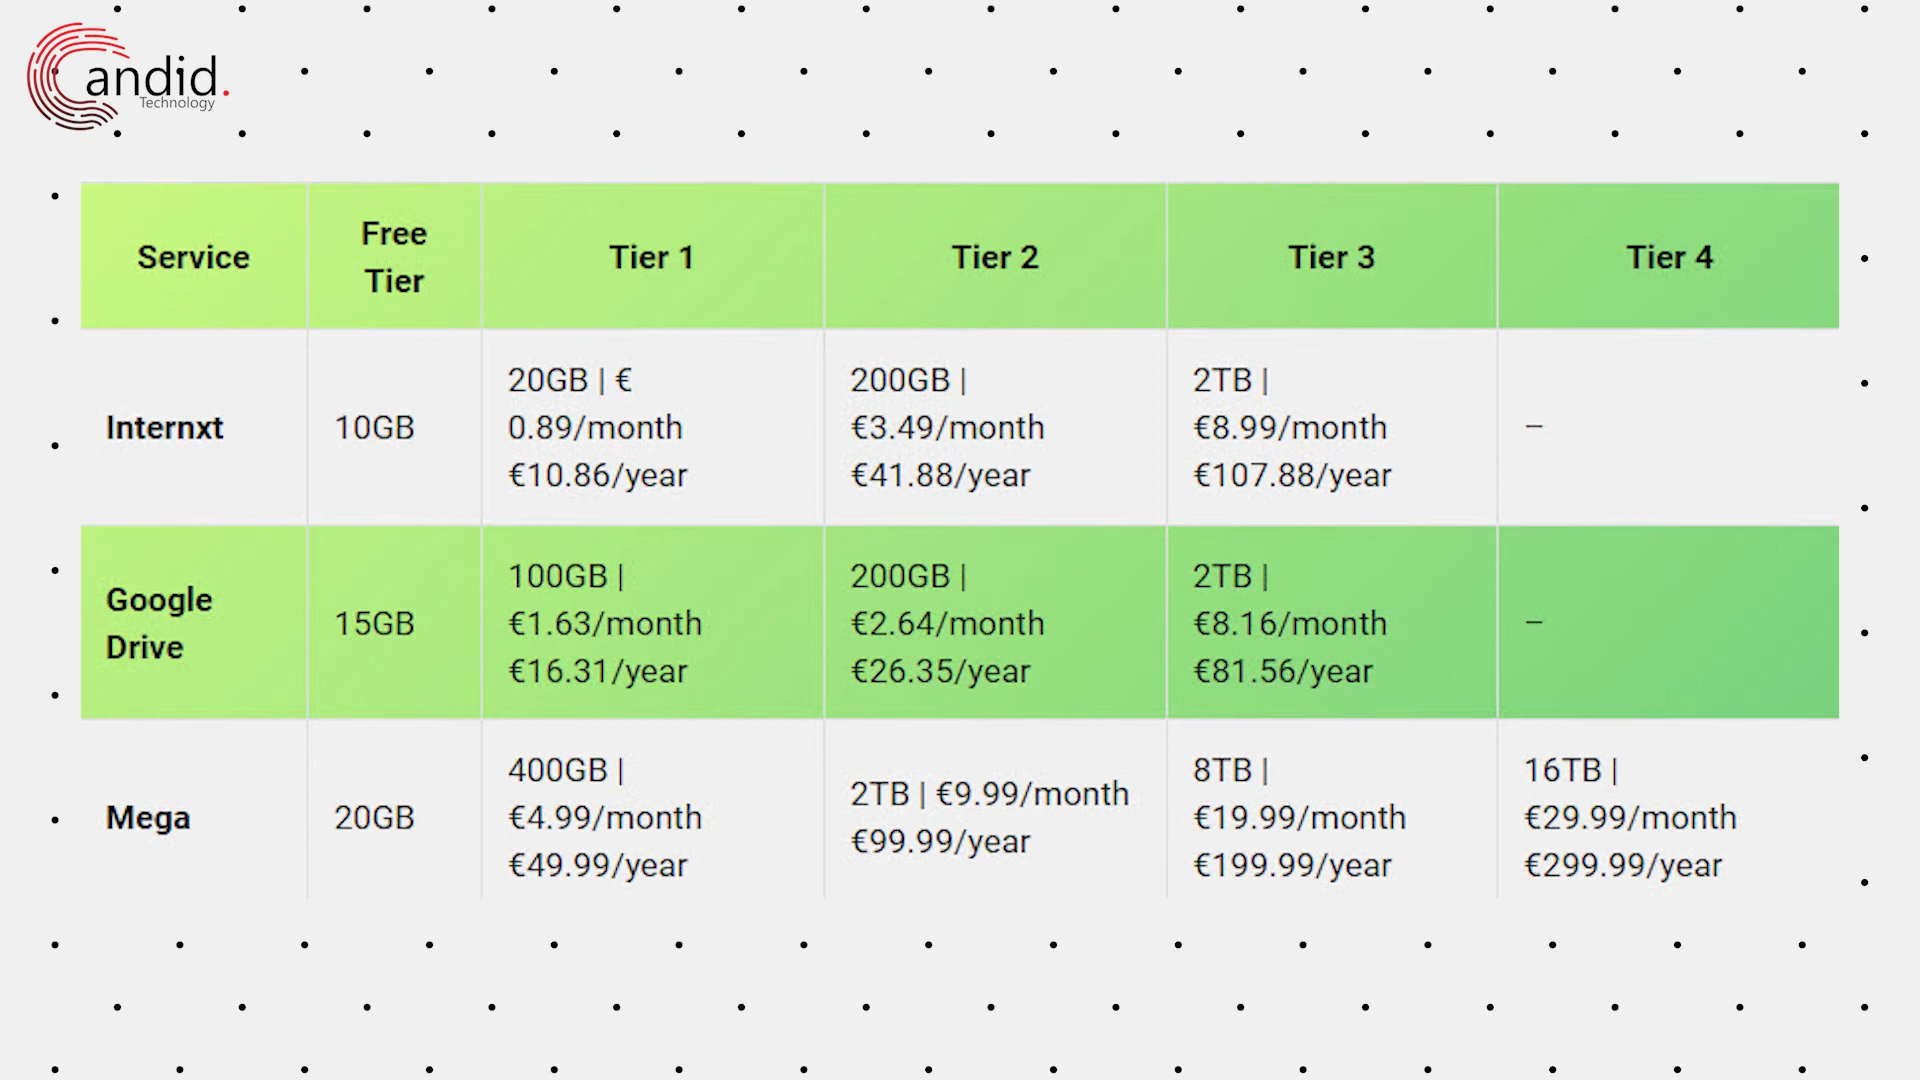 Candid.
Technology
Service
Free
Tier
Tier 1
Tier 2
Tier 3
Tier 4
Internxt
10GB
20GB | €
0.89/month
€10.86/year
200GB |
€3.49/month
€41.88/year
2TB |
€8.99/month
€107.88/year
–
Google
Drive
15GB
100GB |
€1.63/month
€16.31/year
200GB |
€2.64/month
€26.35/year
2TB |
€8.16/month
€81.56/year
–
Mega
20GB
400GB |
€4.99/month
€49.99/year
2TB | €9.99/month
€99.99/year
8TB |
€19.99/month
€199.99/year
16TB |
€29.99/month
€299.99/year